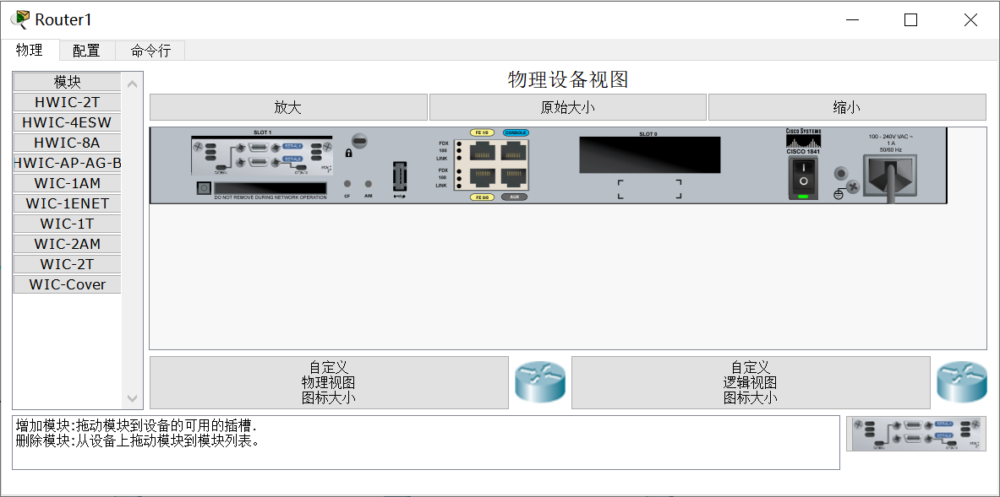 Router1
物理
配置
命令行
模块
HWIC-2T
HWIC-4ESW
HWIC-8A
HWIC-AP-AG-B
WIC-1AM
WIC-1ENET
WIC-1T
WIC-2AM
WIC-2T
WIC-Cover
物理设备视图
放大
原始大小
缩小
SLOT 1
SERIAL1
SERIAL0
DO NOT REMOVE DURING NETWORK OPERATION
CF
AIM
FDX
100
LINK
FDX
100
LINK
FE 1/0
CONSOLE
FE 0/0
AUX
SLOT 0
CISCO SYSTEMS
CISCO 1841
100 - 240V VAC ~
1 A
50/60 Hz
自定义
物理视图
图标大小
自定义
逻辑视图
图标大小
增加模块:拖动模块到设备的可用的插槽.
删除模块:从设备上拖动模块到模块列表。